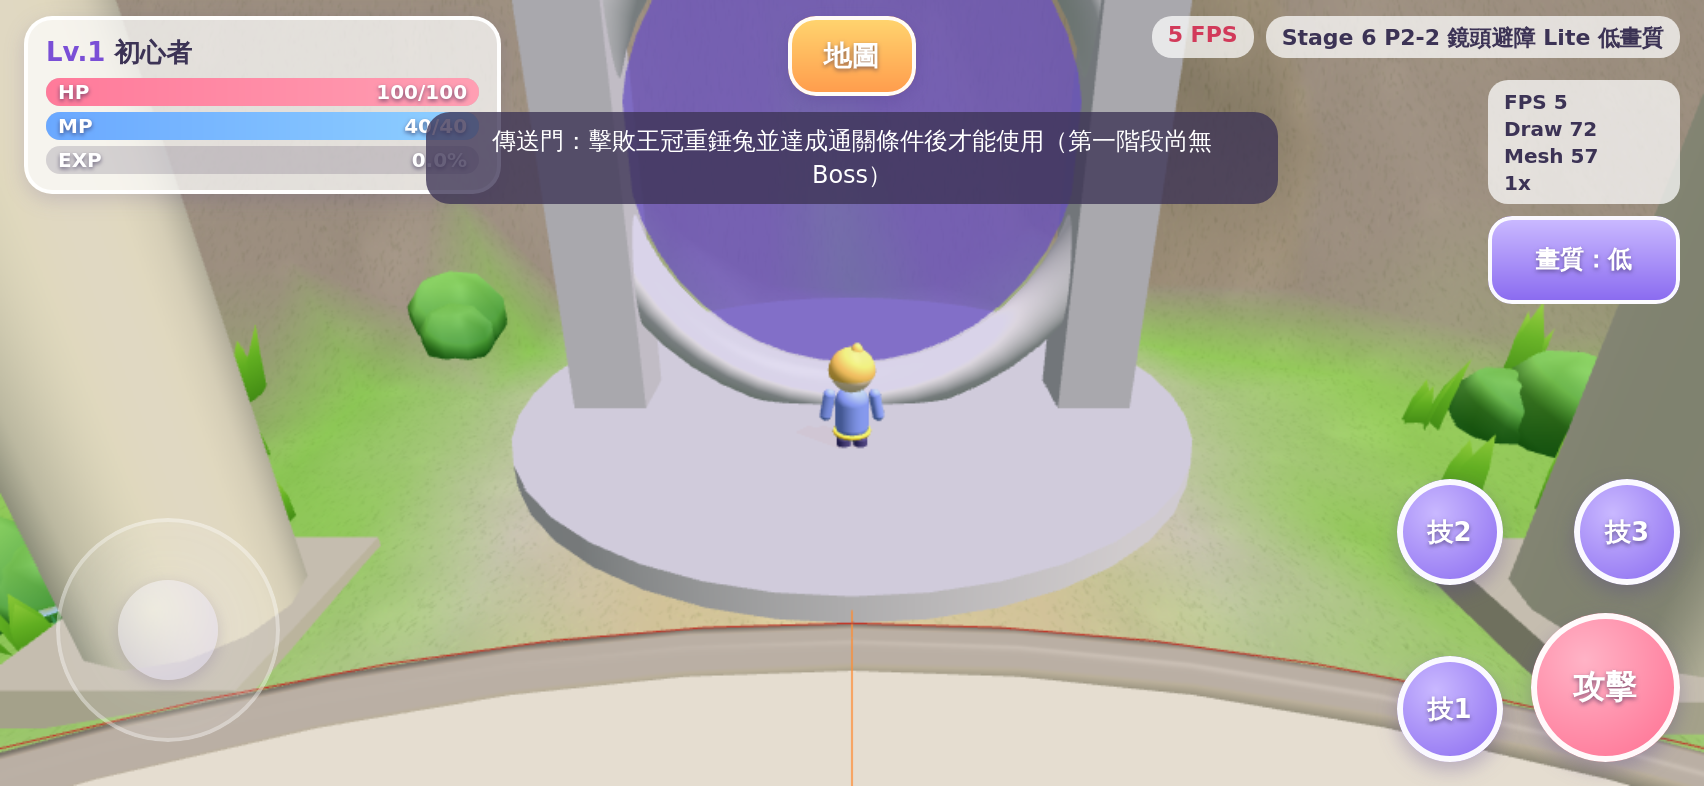 Lv.1 初心者
HP 100/100
MP 40/40
EXP 0.0%
地圖
5 FPS
Stage 6 P2-2 鏡頭避障 Lite 低畫質
FPS 5
Draw 72
Mesh 57
1x
畫質：低
傳送門：擊敗王冠重錘兔並達成通關條件後才能使用（第一階段尚無
Boss）
技2
技3
技1
攻擊